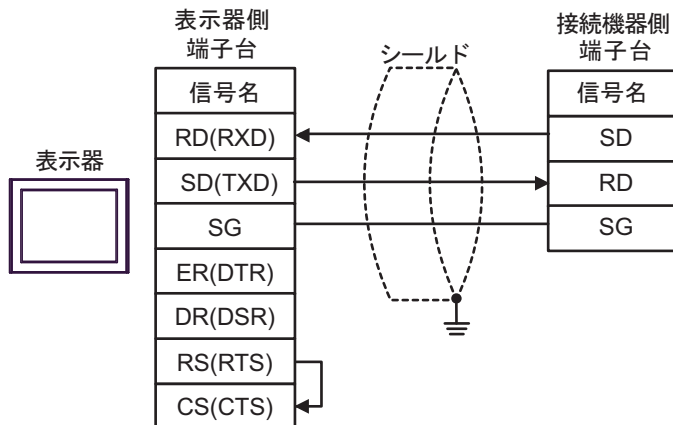 表示器側
端子台
信号名
RD(RXD)
SD(TXD)
SG
ER(DTR)
DR(DSR)
RS(RTS)
CS(CTS)
表示器
シールド
接続機器側
端子台
信号名
SD
RD
SG